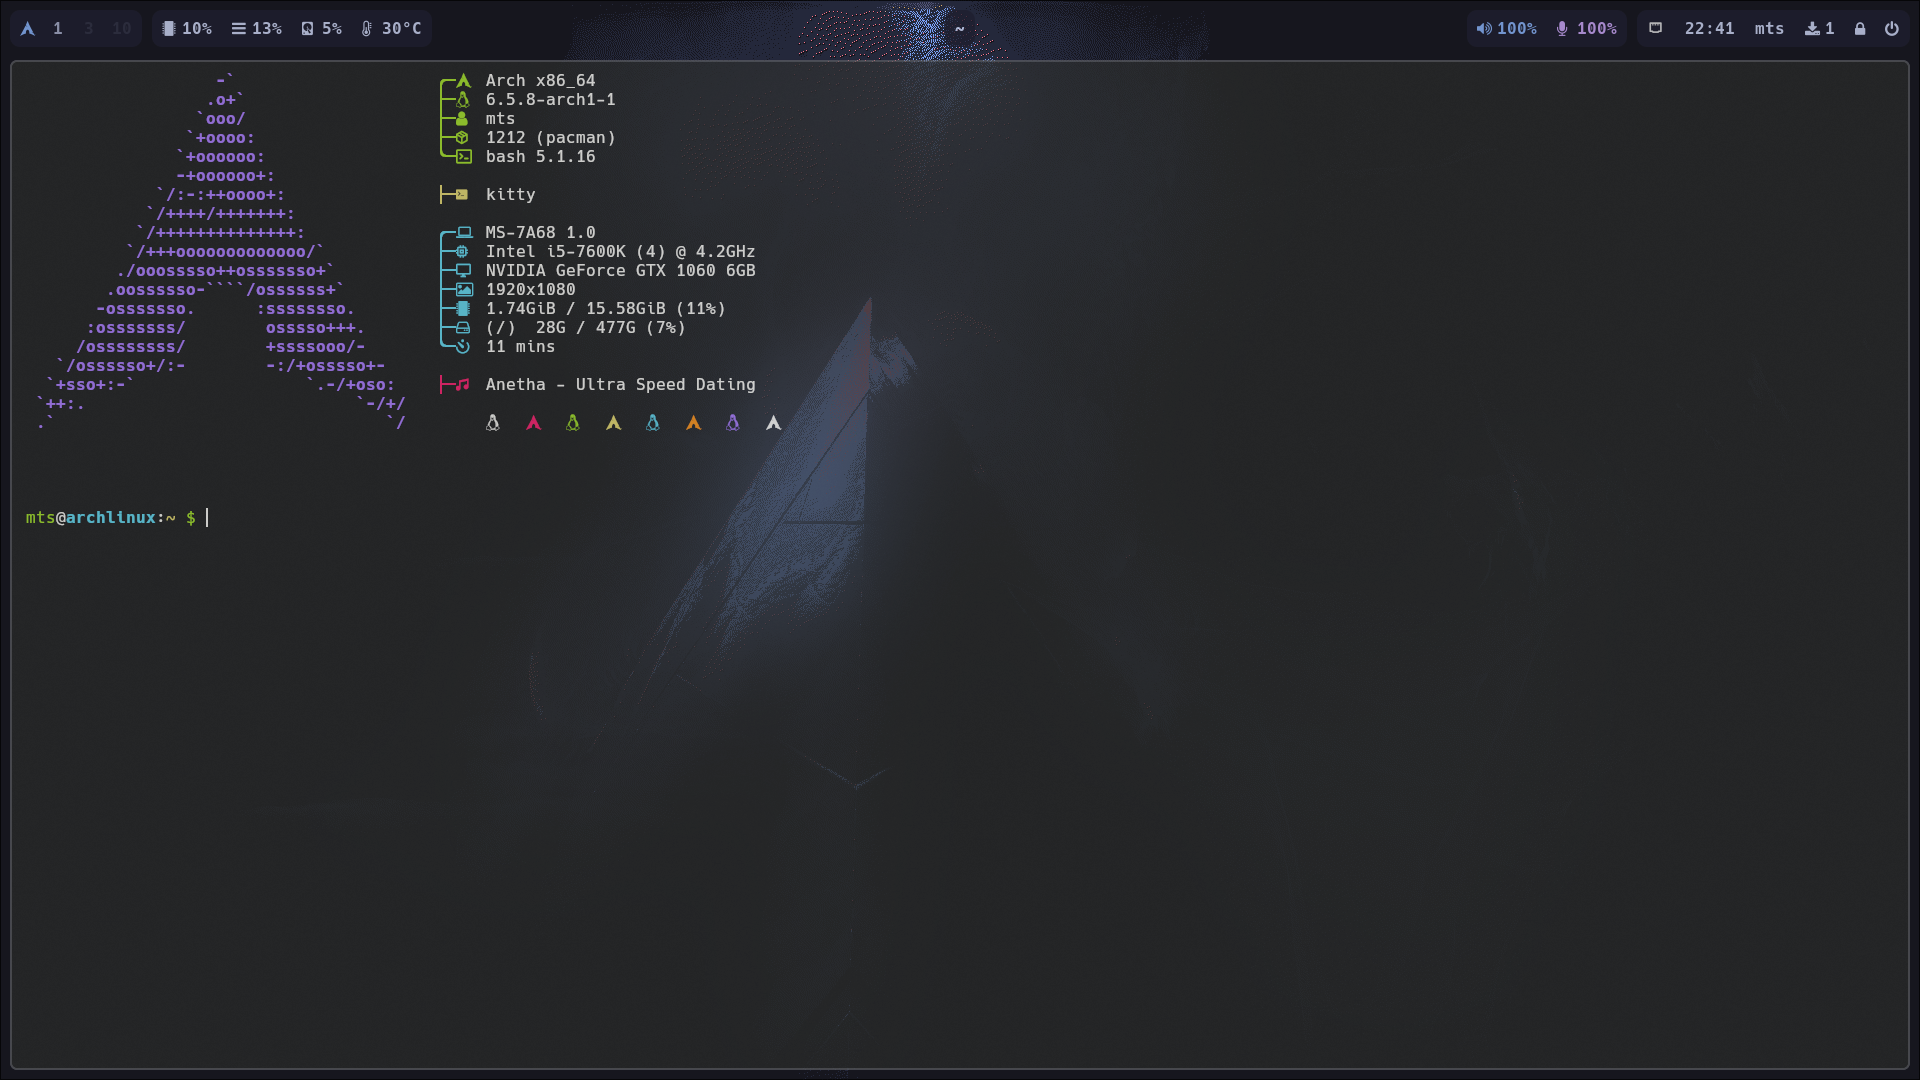 1 3 10 10% 13% 5% 30°C ~ 100% 100% 22:41 mts 1
-`
.o+`
`ooo/
`+oooo:
`+oooooo:
-+oooooo+:
`/:-:++oooo+:
`/++++/+++++++:
`/++++++++++++++:
`/+++ooooooooooooo/`
./ooosssso++osssssso+`
.oossssso-````/ossssss+`
-osssssso.      :ssssssso.
:osssssss/        osssso+++.
/ossssssss/        +ssssooo/-
`/ossssso+/:-        -:/+osssso+-
`+sso+:-`                 `.-/+oso:
`++:.                           `-/+/
.`                                 `/
Arch x86_64
6.5.8-arch1-1
mts
1212 (pacman)
bash 5.1.16
kitty
MS-7A68 1.0
Intel i5-7600K (4) @ 4.2GHz
NVIDIA GeForce GTX 1060 6GB
1920x1080
1.74GiB / 15.58GiB (11%)
(/)  28G / 477G (7%)
11 mins
Anetha - Ultra Speed Dating
mts@archlinux:~ $